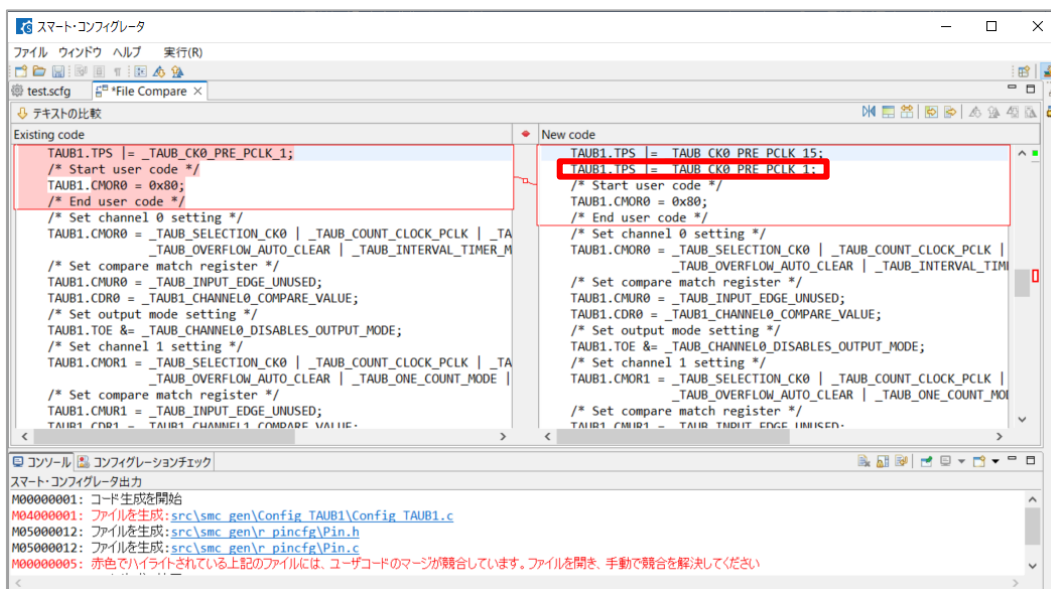 スマート・コンフィグレータ
ファイル ウィンドウ ヘルプ 実行(R)
test.scfg *File Compare
テキストの比較
Existing code
TAUB1.TPS |= _TAUB_CK0_PRE_PCLK_1;
/* Start user code */
TAUB1.CMOR0 = 0x80;
/* End user code */
/* Set channel 0 setting */
TAUB1.CMOR0 = _TAUB_SELECTION_CK0 | _TAUB_COUNT_CLOCK_PCLK | _TA
_TAUB_OVERFLOW_AUTO_CLEAR | _TAUB_INTERVAL_TIMER_M
/* Set compare match register */
TAUB1.CMUR0 = _TAUB_INPUT_EDGE_UNUSED;
TAUB1.CDR0 = _TAUB1_CHANNEL0_COMPARE_VALUE;
/* Set output mode setting */
TAUB1.TOE &= _TAUB_CHANNEL0_DISABLES_OUTPUT_MODE;
/* Set channel 1 setting */
TAUB1.CMOR1 = _TAUB_SELECTION_CK0 | _TAUB_COUNT_CLOCK_PCLK | _TA
_TAUB_OVERFLOW_AUTO_CLEAR | _TAUB_ONE_COUNT_MODE |
/* Set compare match register */
TAUB1.CMUR1 = _TAUB_INPUT_EDGE_UNUSED;
TAUB1.CDR1 = _TAUB1_CHANNEL1_COMPARE_VALUE;
New code
TAUB1.TPS |= _TAUB_CK0_PRE_PCLK_15;
TAUB1.TPS |= _TAUB_CK0_PRE_PCLK_1;
/* Start user code */
TAUB1.CMOR0 = 0x80;
/* End user code */
/* Set channel 0 setting */
TAUB1.CMOR0 = _TAUB_SELECTION_CK0 | _TAUB_COUNT_CLOCK_PCLK |
_TAUB_OVERFLOW_AUTO_CLEAR | _TAUB_INTERVAL_TIM
/* Set compare match register */
TAUB1.CMUR0 = _TAUB_INPUT_EDGE_UNUSED;
TAUB1.CDR0 = _TAUB1_CHANNEL0_COMPARE_VALUE;
/* Set output mode setting */
TAUB1.TOE &= _TAUB_CHANNEL0_DISABLES_OUTPUT_MODE;
/* Set channel 1 setting */
TAUB1.CMOR1 = _TAUB_SELECTION_CK0 | _TAUB_COUNT_CLOCK_PCLK |
_TAUB_OVERFLOW_AUTO_CLEAR | _TAUB_ONE_COUNT_MOD
/* Set compare match register */
TAUB1.CMUR1 = _TAUB_INPUT_EDGE_UNUSED;
コンソール コンフィグレーションチェック
スマート・コンフィグレータ出力
M00000001: コード生成を開始
M04000001: ファイルを生成:src\smc_gen\Config_TAUB1\Config_TAUB1.c
M05000012: ファイルを生成:src\smc_gen\r_pincfg\Pin.h
M05000012: ファイルを生成:src\smc_gen\r_pincfg\Pin.c
M00000005: 赤色でハイライトされている上記のファイルには、ユーザコードのマージが競合しています。ファイルを開き、手動で競合を解決してください